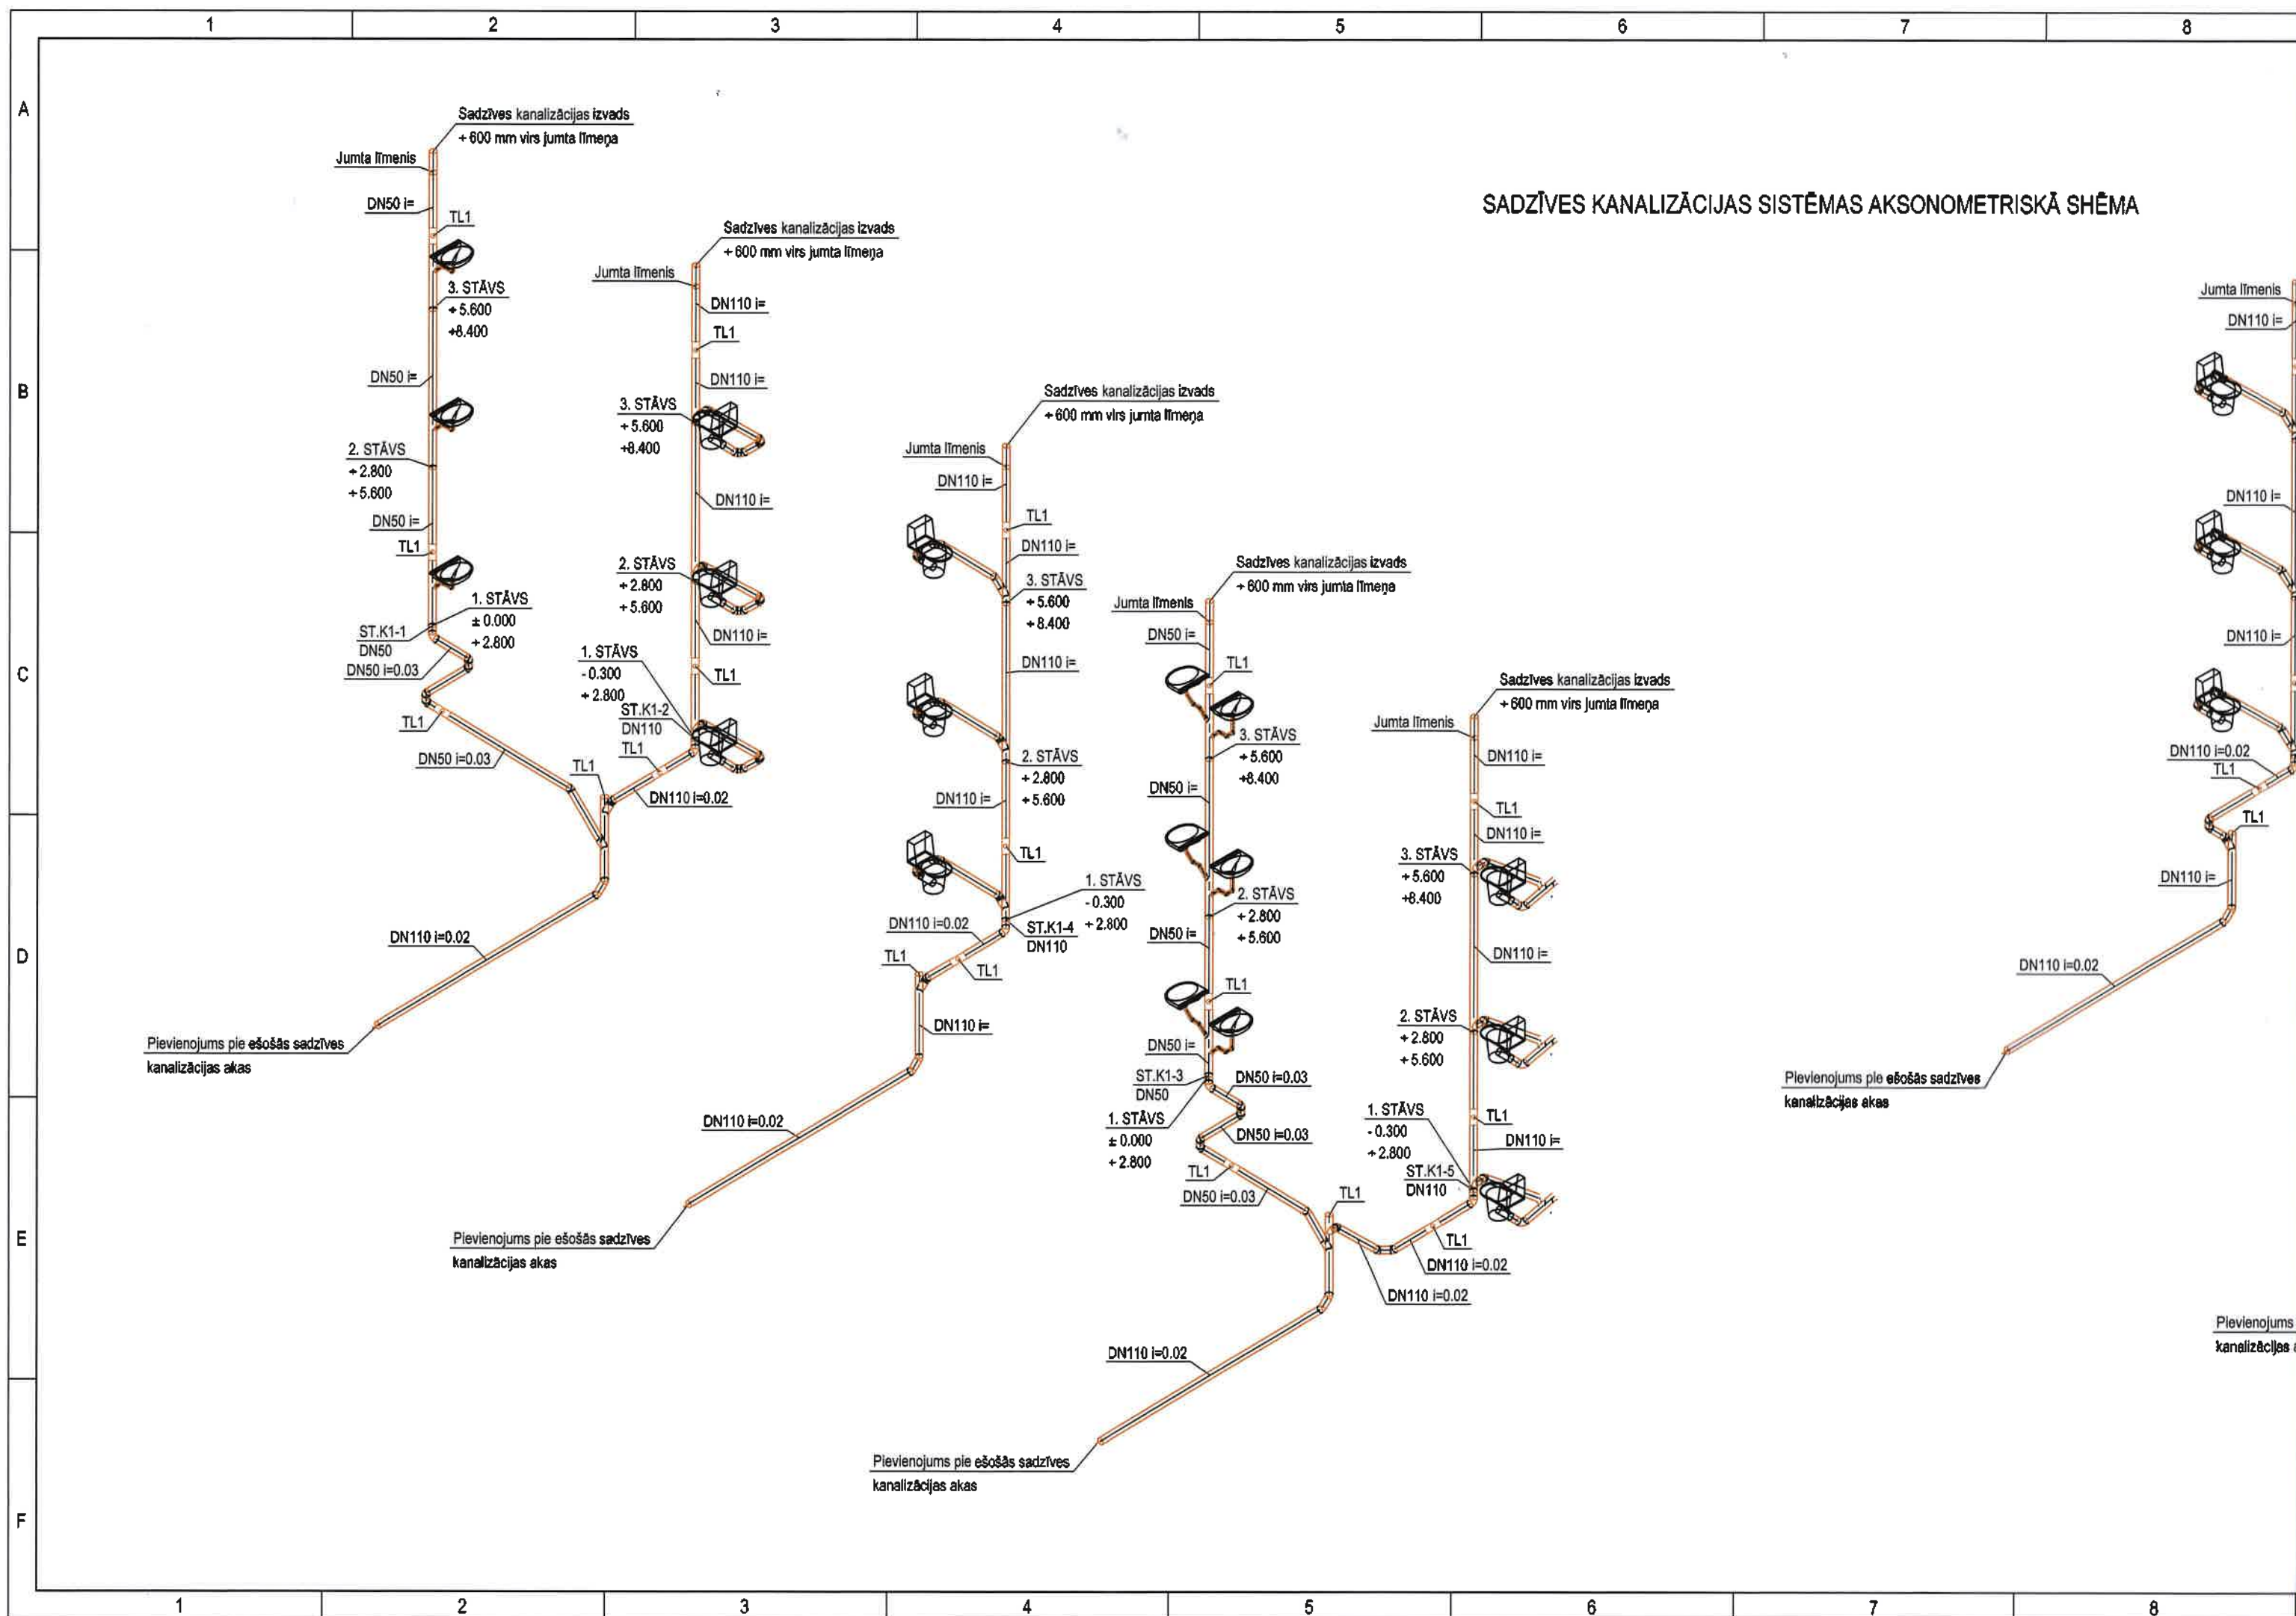 1 2 3 4 5 6 7 8
A
B
C
D
E
F
SADZĪVES KANALIZĀCIJAS SISTĒMAS AKSONOMETRISKĀ SHĒMA
Sadzīves kanalizācijas izvads
+ 600 mm virs jumta līmeņa
Jumta līmenis
DN50 i=
TL1
3. STĀVS
+ 5.600
+8.400
DN50 i=
2. STĀVS
+ 2.800
+ 5.600
DN50 i=
TL1
1. STĀVS
± 0.000
+ 2.800
ST.K1-1
DN50
DN50 i=0.03
TL1
DN50 i=0.03
TL1
DN110 i=0.02
Pievienojums pie ešošās sadzīves
kanalizācijas akas
Sadzīves kanalizācijas izvads
+ 600 mm virs jumta līmeņa
Jumta līmenis
DN110 i=
TL1
DN110 i=
3. STĀVS
+ 5.600
+8.400
DN110 i=
2. STĀVS
+ 2.800
+ 5.600
DN110 i=
1. STĀVS
- 0.300
+ 2.800
TL1
ST.K1-2
DN110
TL1
DN110 i=0.02
Sadzīves kanalizācijas izvads
+ 600 mm virs jumta līmeņa
Jumta līmenis
DN110 i=
TL1
DN110 i=
3. STĀVS
+ 5.600
+ 8.400
DN110 i=
2. STĀVS
+ 2.800
+ 5.600
DN110 i=
TL1
1. STĀVS
- 0.300
+ 2.800
DN110 i=0.02
ST.K1-4
DN110
TL1
TL1
DN110 i=
DN110 i=0.02
Pievienojums pie ešošās sadzīves
kanalizācijas akas
Sadzīves kanalizācijas izvads
+ 600 mm virs jumta līmeņa
Jumta līmenis
DN50 i=
TL1
3. STĀVS
+ 5.600
+8.400
DN50 i=
2. STĀVS
+ 2.800
+ 5.600
DN50 i=
TL1
DN50 i=
ST.K1-3
DN50
DN50 i=0.03
1. STĀVS
± 0.000
+ 2.800
DN50 i=0.03
TL1
DN50 i=0.03
TL1
DN110 i=0.02
Pievienojums pie ešošās sadzīves
kanalizācijas akas
Sadzīves kanalizācijas izvads
+ 600 mm virs jumta līmeņa
Jumta līmenis
DN110 i=
TL1
DN110 i=
3. STĀVS
+ 5.600
+8.400
DN110 i=
2. STĀVS
+ 2.800
+ 5.600
1. STĀVS
- 0.300
+ 2.800
TL1
DN110 i=
ST.K1-5
DN110
TL1
DN110 i=0.02
DN110 i=0.02
Jumta līmenis
DN110 i=
DN110 i=
DN110 i=
DN110 i=0.02
TL1
TL1
DN110 i=
DN110 i=0.02
Pievienojums pie ešošās sadzīves
kanalizācijas akas
Pievienojums
kanalizācijas
1 2 3 4 5 6 7 8